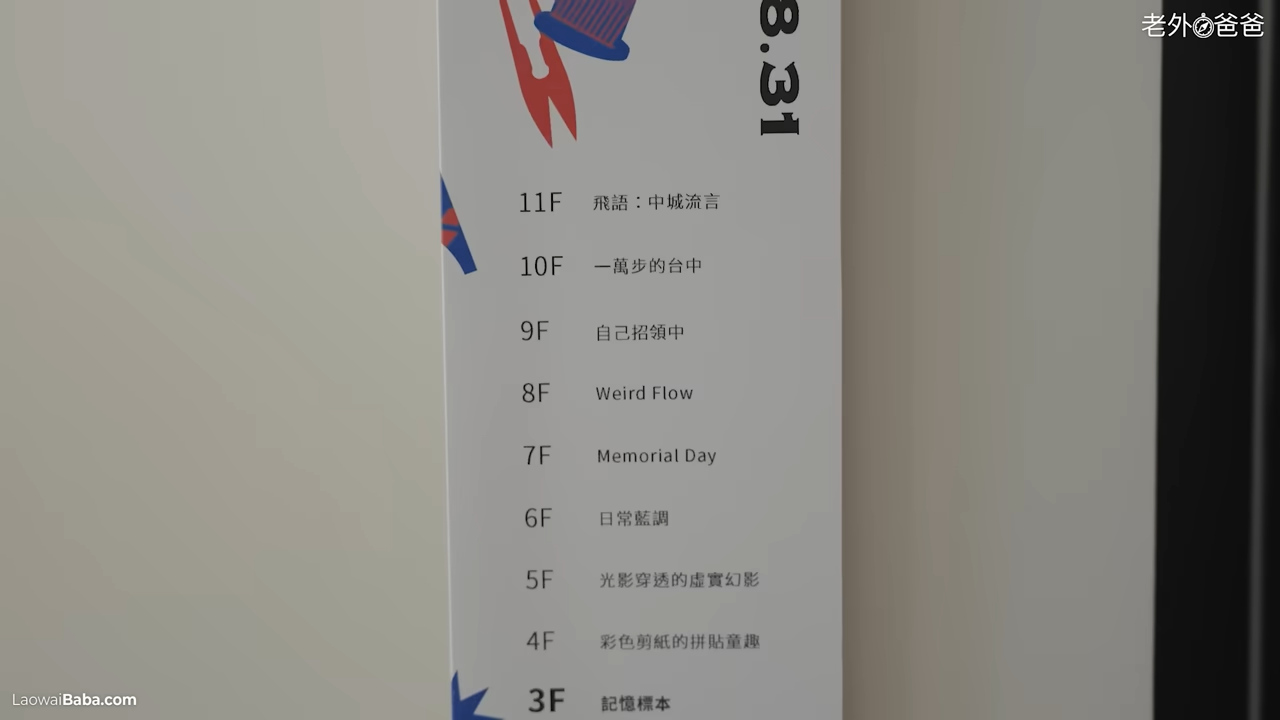 老外爸爸
8.31
11F 飛語：中城流言
10F 一萬步的台中
9F 自己招領中
8F Weird Flow
7F Memorial Day
6F 日常藍調
5F 光影穿透的虛實幻影
4F 彩色剪紙的拼貼童趣
3F 記憶標本
LaowaiBaba.com